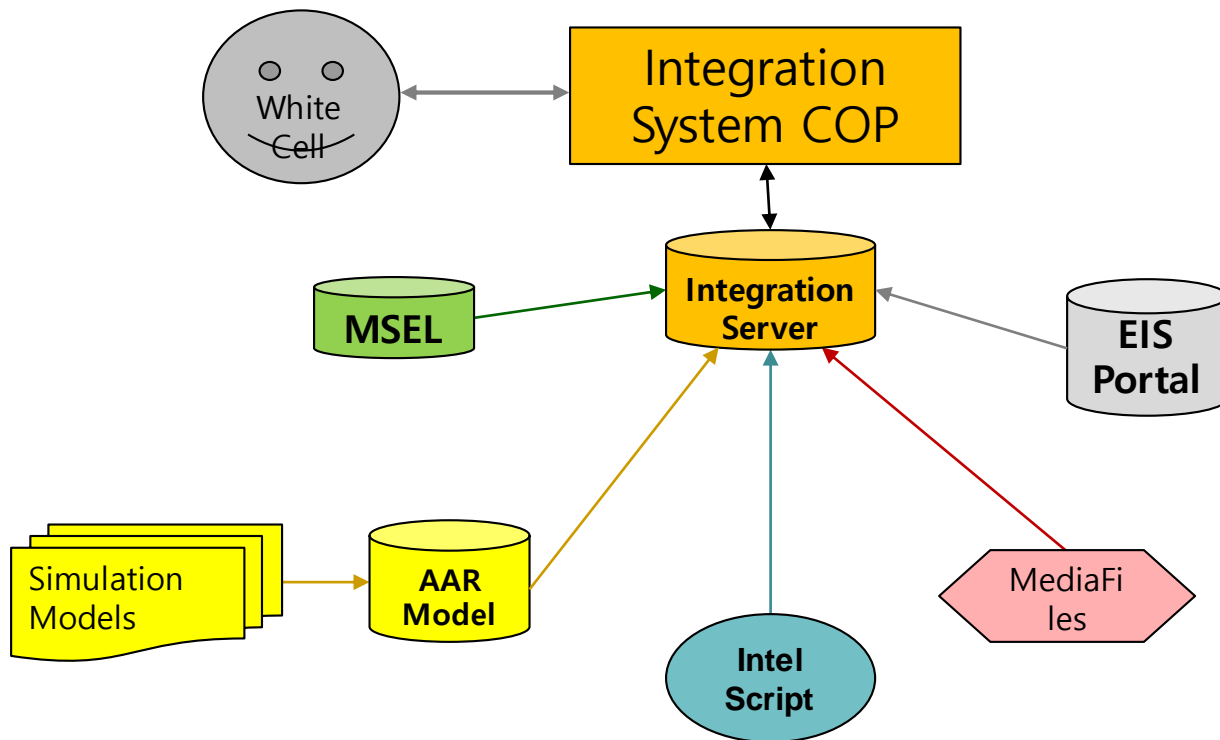 White
Cell
Integration
System COP
MSEL
Integration
Server
EIS
Portal
Simulation
Models
AAR
Model
Intel
Script
MediaFi
les